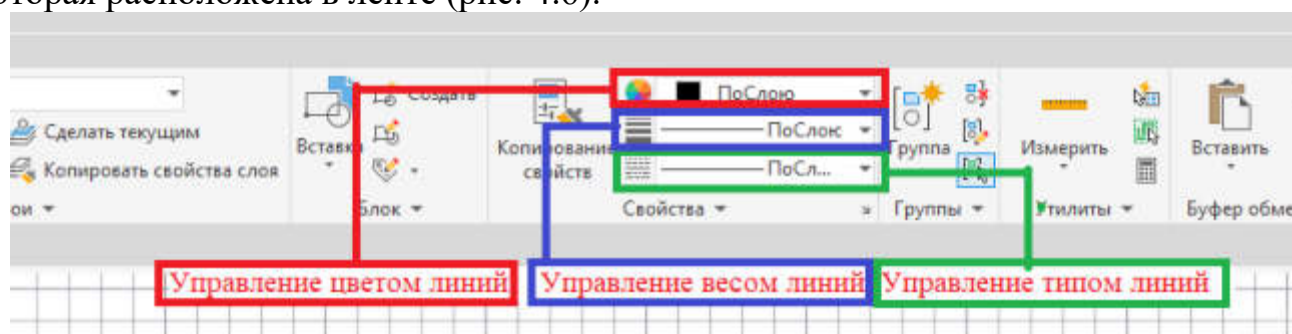 оторая расположена в ленте (рис. 4.6).
Сделать текущим
Копировать свойства слоя
ои
Вставка
Создать
Блок
Копирование
свойств
ПоСлою
ПоСлою
ПоСл...
Свойства
Группа
Группы
Измерить
Утилиты
Вставить
Буфер обме
Управление цветом линий
Управление весом линий
Управление типом линий